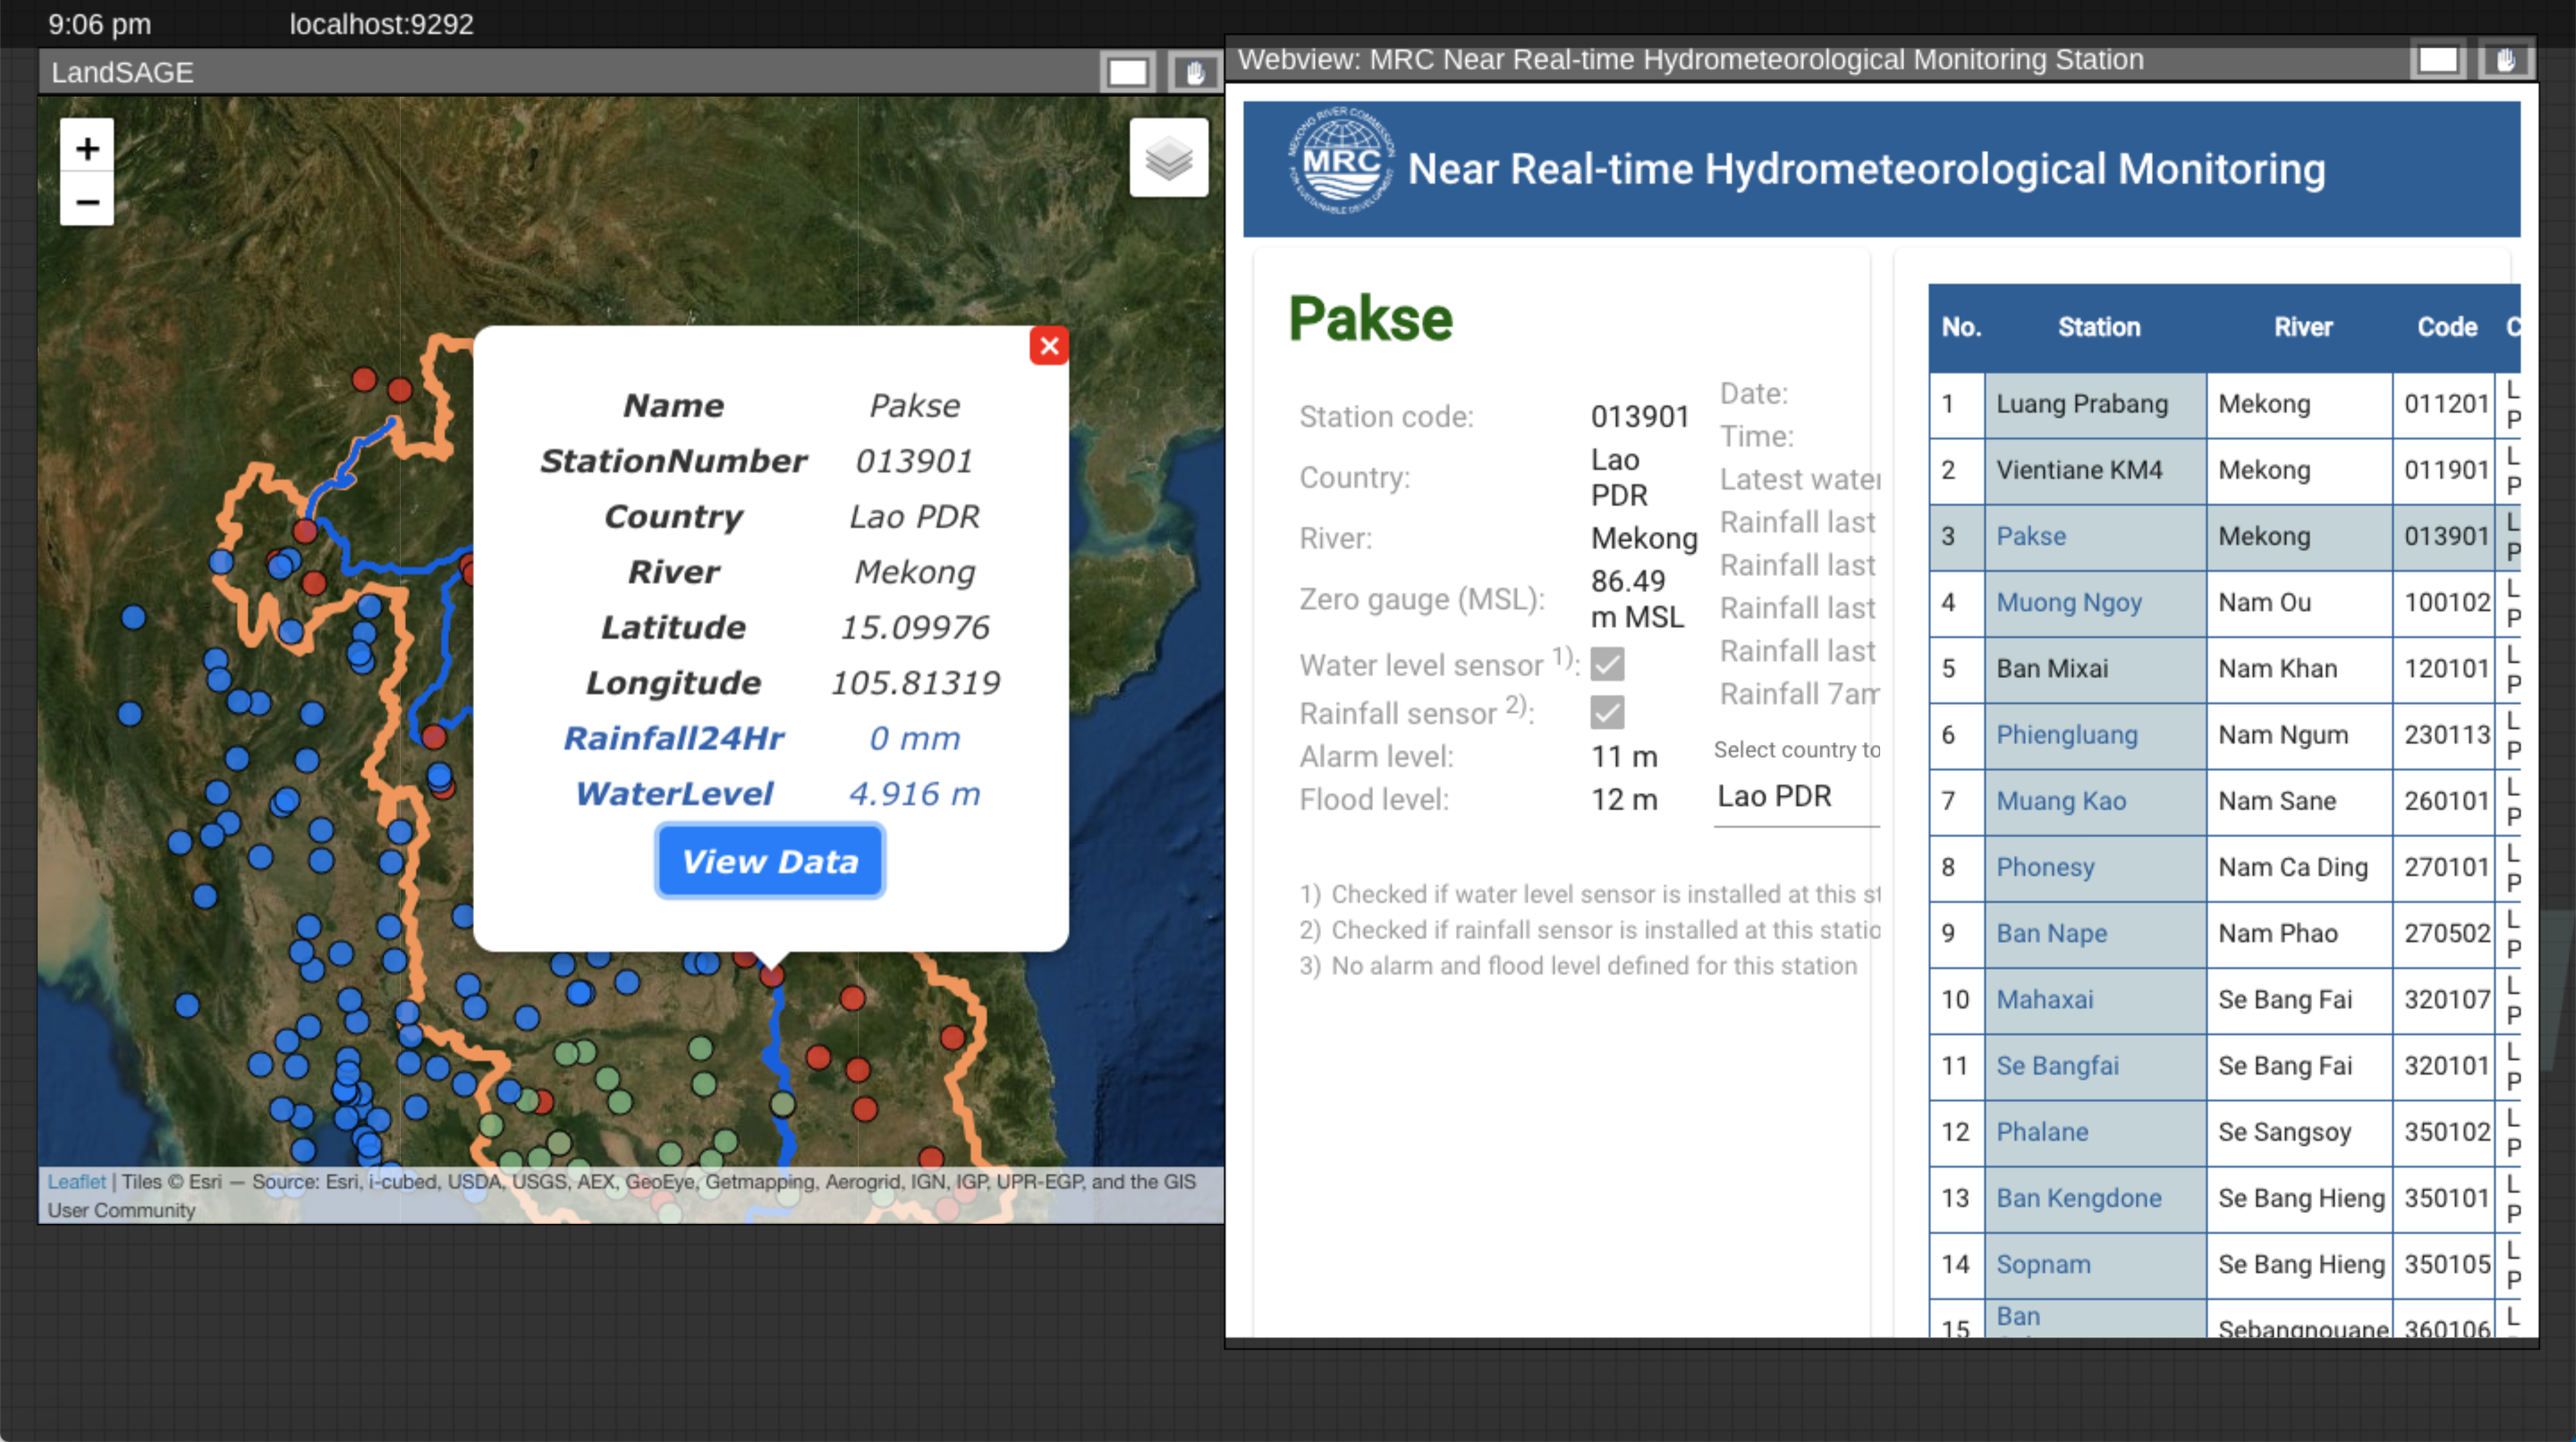 9:06 pm
localhost:9292
LandSAGE
+
−
Name Pakse
StationNumber 013901
Country Lao PDR
River Mekong
Latitude 15.09976
Longitude 105.81319
Rainfall24Hr 0 mm
WaterLevel 4.916 m
View Data
Leaflet | Tiles © Esri — Source: Esri, i-cubed, USDA, USGS, AEX, GeoEye, Getmapping, Aerogrid, IGN, IGP, UPR-EGP, and the GIS
User Community
Webview: MRC Near Real-time Hydrometeorological Monitoring Station
MEKONG RIVER COMMISSION
MRC
FOR SUSTAINABLE DEVELOPMENT
Near Real-time Hydrometeorological Monitoring
Pakse
Station code: 013901
Country: Lao
PDR
River: Mekong
Zero gauge (MSL): 86.49
m MSL
Water level sensor 1):
Rainfall sensor 2):
Alarm level: 11 m
Flood level: 12 m
Date:
Time:
Latest water
Rainfall last
Rainfall last
Rainfall last
Rainfall last
Rainfall 7am
Select country to
Lao PDR
1) Checked if water level sensor is installed at this st
2) Checked if rainfall sensor is installed at this statio
3) No alarm and flood level defined for this station
No. Station River Code C
1 Luang Prabang Mekong 011201 L
P
2 Vientiane KM4 Mekong 011901 L
P
3 Pakse Mekong 013901 L
P
4 Muong Ngoy Nam Ou 100102 L
P
5 Ban Mixai Nam Khan 120101 L
P
6 Phiengluang Nam Ngum 230113 L
P
7 Muang Kao Nam Sane 260101 L
P
8 Phonesy Nam Ca Ding 270101 L
P
9 Ban Nape Nam Phao 270502 L
P
10 Mahaxai Se Bang Fai 320107 L
P
11 Se Bangfai Se Bang Fai 320101 L
P
12 Phalane Se Sangsoy 350102 L
P
13 Ban Kengdone Se Bang Hieng 350101 L
P
14 Sopnam Se Bang Hieng 350105 L
P
15 Ban Sebangnouane 360106 L